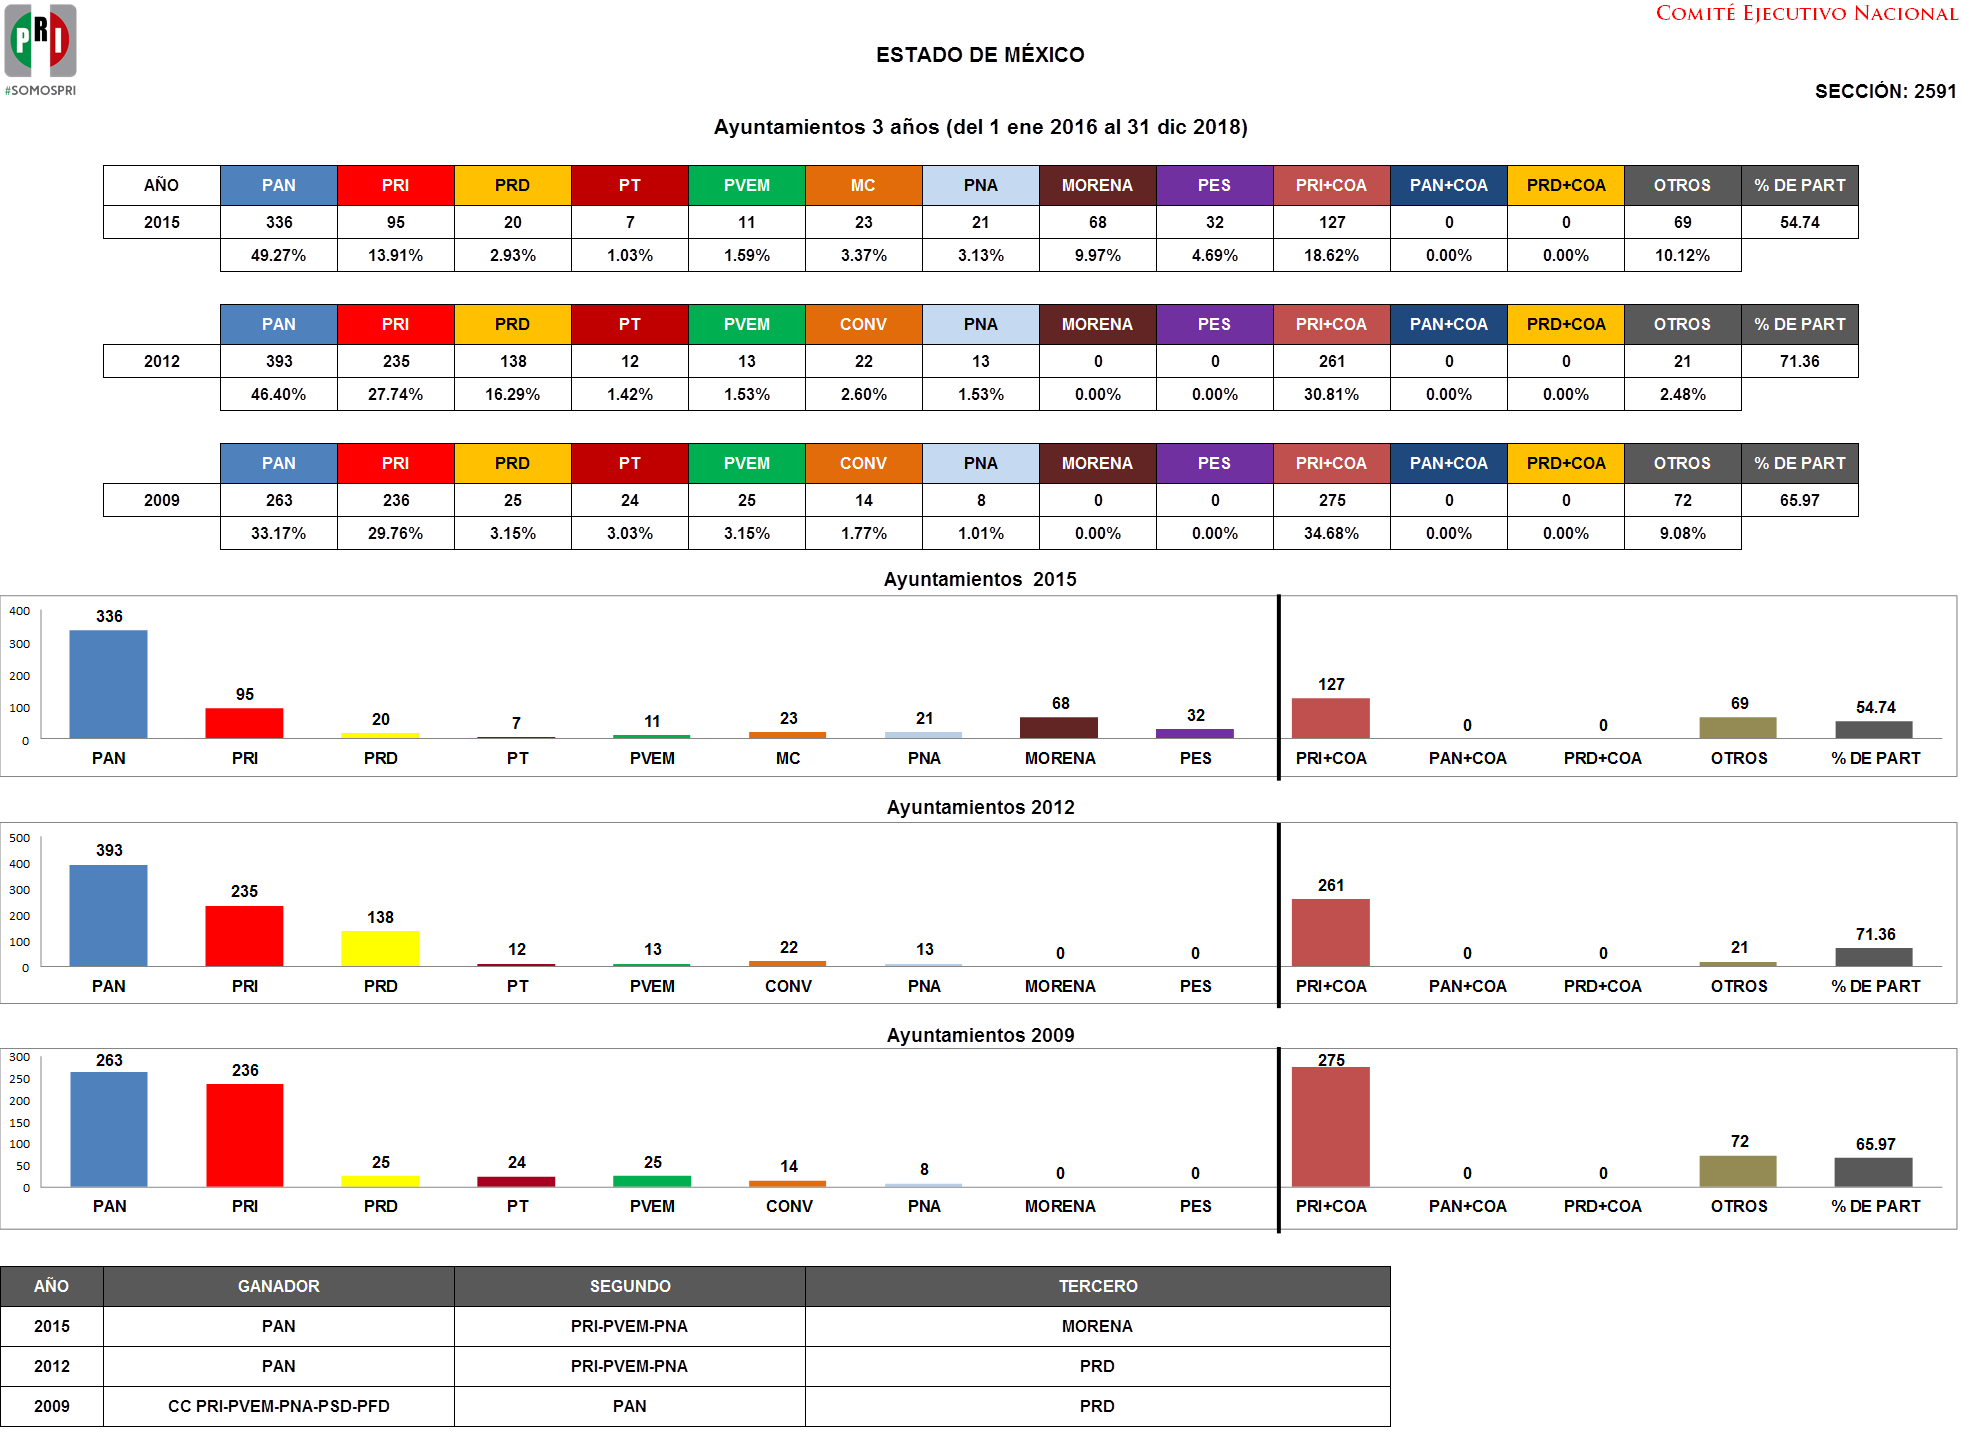 PRI
#SOMOSPRI
COMITÉ EJECUTIVO NACIONAL
ESTADO DE MÉXICO
SECCIÓN: 2591
Ayuntamientos 3 años (del 1 ene 2016 al 31 dic 2018)
AÑO PAN PRI PRD PT PVEM MC PNA MORENA PES PRI+COA PAN+COA PRD+COA OTROS % DE PART
2015 336 95 20 7 11 23 21 68 32 127 0 0 69 54.74
49.27% 13.91% 2.93% 1.03% 1.59% 3.37% 3.13% 9.97% 4.69% 18.62% 0.00% 0.00% 10.12%
PAN PRI PRD PT PVEM CONV PNA MORENA PES PRI+COA PAN+COA PRD+COA OTROS % DE PART
2012 393 235 138 12 13 22 13 0 0 261 0 0 21 71.36
46.40% 27.74% 16.29% 1.42% 1.53% 2.60% 1.53% 0.00% 0.00% 30.81% 0.00% 0.00% 2.48%
PAN PRI PRD PT PVEM CONV PNA MORENA PES PRI+COA PAN+COA PRD+COA OTROS % DE PART
2009 263 236 25 24 25 14 8 0 0 275 0 0 72 65.97
33.17% 29.76% 3.15% 3.03% 3.15% 1.77% 1.01% 0.00% 0.00% 34.68% 0.00% 0.00% 9.08%
Ayuntamientos 2015
400
300
200
100
0
336 95 20 7 11 23 21 68 32 127 0 0 69 54.74
PAN PRI PRD PT PVEM MC PNA MORENA PES PRI+COA PAN+COA PRD+COA OTROS % DE PART
Ayuntamientos 2012
500
400
300
200
100
0
393 235 138 12 13 22 13 0 0 261 0 0 21 71.36
PAN PRI PRD PT PVEM CONV PNA MORENA PES PRI+COA PAN+COA PRD+COA OTROS % DE PART
Ayuntamientos 2009
300
250
200
150
100
50
0
263 236 25 24 25 14 8 0 0 275 0 0 72 65.97
PAN PRI PRD PT PVEM CONV PNA MORENA PES PRI+COA PAN+COA PRD+COA OTROS % DE PART
AÑO GANADOR SEGUNDO TERCERO
2015 PAN PRI-PVEM-PNA MORENA
2012 PAN PRI-PVEM-PNA PRD
2009 CC PRI-PVEM-PNA-PSD-PFD PAN PRD